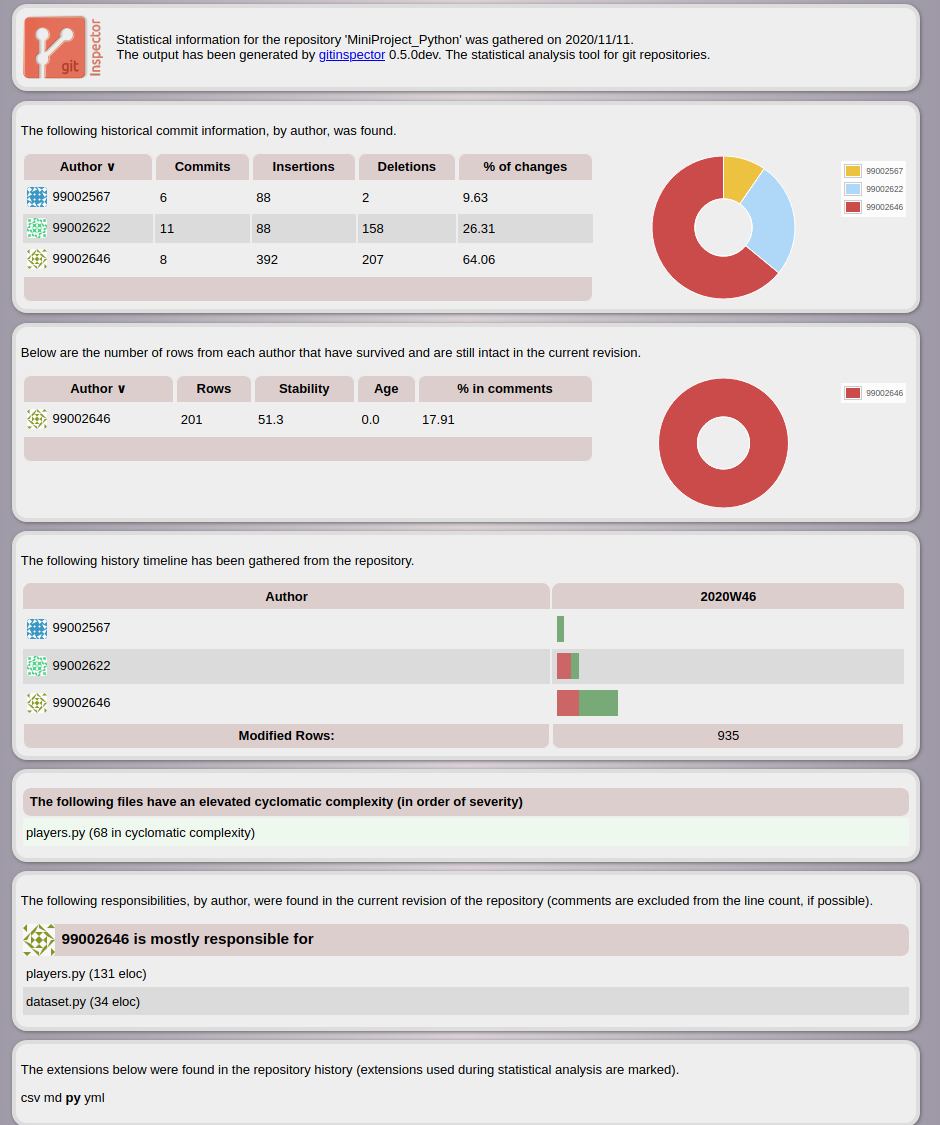 git
Inspector
Statistical information for the repository 'MiniProject_Python' was gathered on 2020/11/11.
The output has been generated by gitinspector 0.5.0dev. The statistical analysis tool for git repositories.
The following historical commit information, by author, was found.
Author ∨ Commits Insertions Deletions % of changes
99002567 6 88 2 9.63
99002622 11 88 158 26.31
99002646 8 392 207 64.06
99002567
99002622
99002646
Below are the number of rows from each author that have survived and are still intact in the current revision.
Author ∨ Rows Stability Age % in comments
99002646 201 51.3 0.0 17.91
99002646
The following history timeline has been gathered from the repository.
Author 2020W46
99002567
99002622
99002646
Modified Rows: 935
The following files have an elevated cyclomatic complexity (in order of severity)
players.py (68 in cyclomatic complexity)
The following responsibilities, by author, were found in the current revision of the repository (comments are excluded from the line count, if possible).
99002646 is mostly responsible for
players.py (131 eloc)
dataset.py (34 eloc)
The extensions below were found in the repository history (extensions used during statistical analysis are marked).
csv md py yml